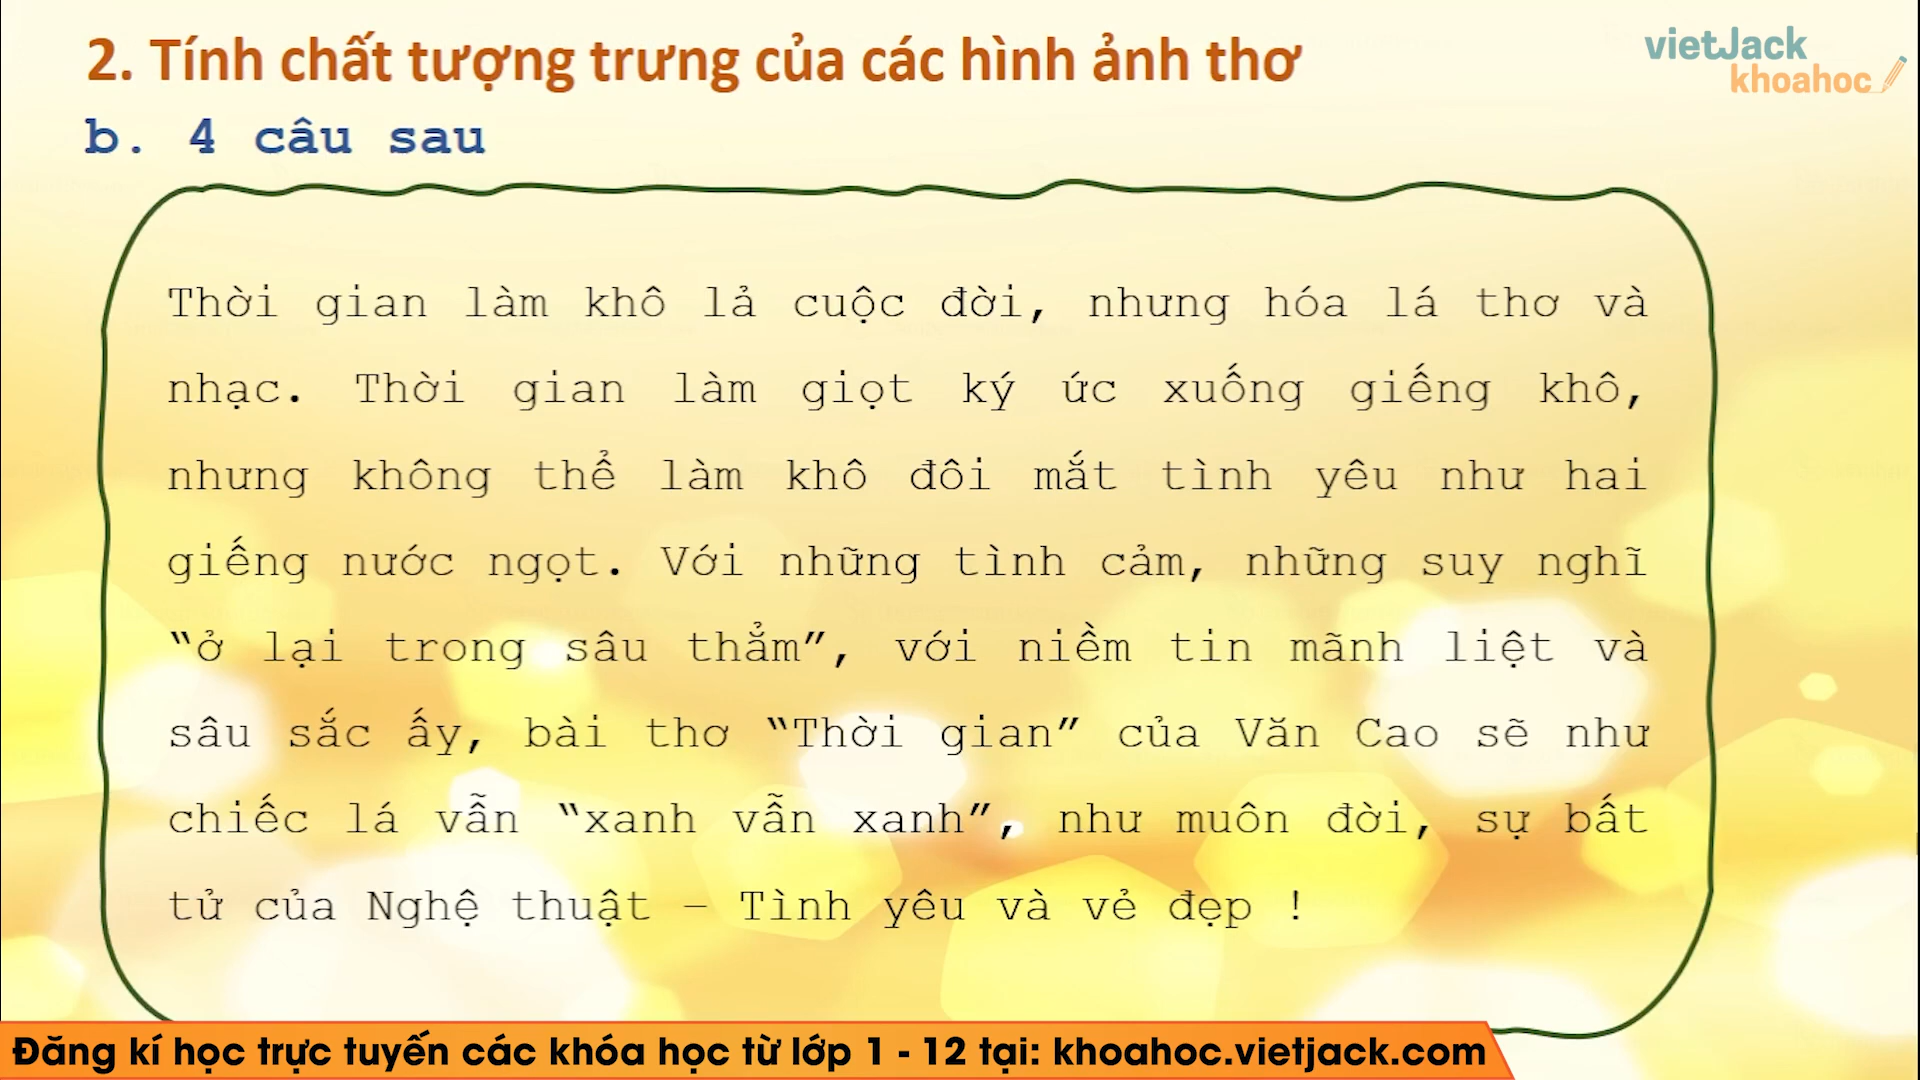 2. Tính chất tượng trưng của các hình ảnh thơ
vietJack
khoahoc
b. 4 câu sau
Thời gian làm khô lả cuộc đời, nhưng hóa lá thơ và
nhạc. Thời gian làm giọt ký ức xuống giếng khô,
nhưng không thể làm khô đôi mắt tình yêu như hai
giếng nước ngọt. Với những tình cảm, những suy nghĩ
“ở lại trong sâu thẳm”, với niềm tin mãnh liệt và
sâu sắc ấy, bài thơ “Thời gian” của Văn Cao sẽ như
chiếc lá vẫn “xanh vẫn xanh”, như muôn đời, sự bất
tử của Nghệ thuật – Tình yêu và vẻ đẹp !
Đăng kí học trực tuyến các khóa học từ lớp 1 - 12 tại: khoahoc.vietjack.com